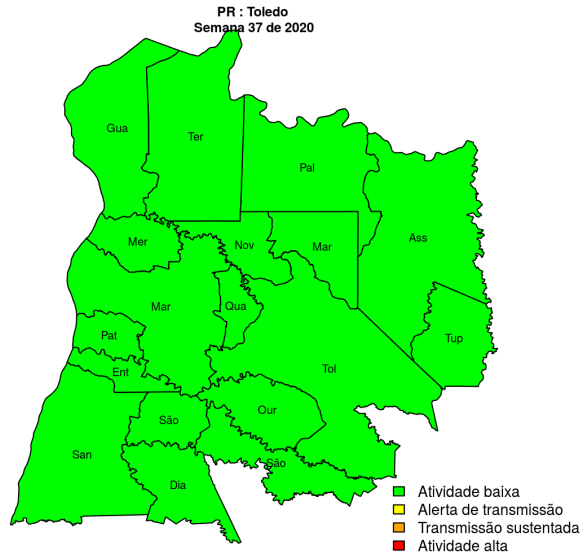 PR : Toledo
Semana 37 de 2020
Gua
Ter
Pal
Ass
Mer
Nov
Mar
Mar
Qua
Pat
Tup
Ent
Tol
Our
São
San
São
Dia
Atividade baixa
Alerta de transmissão
Transmissão sustentada
Atividade alta